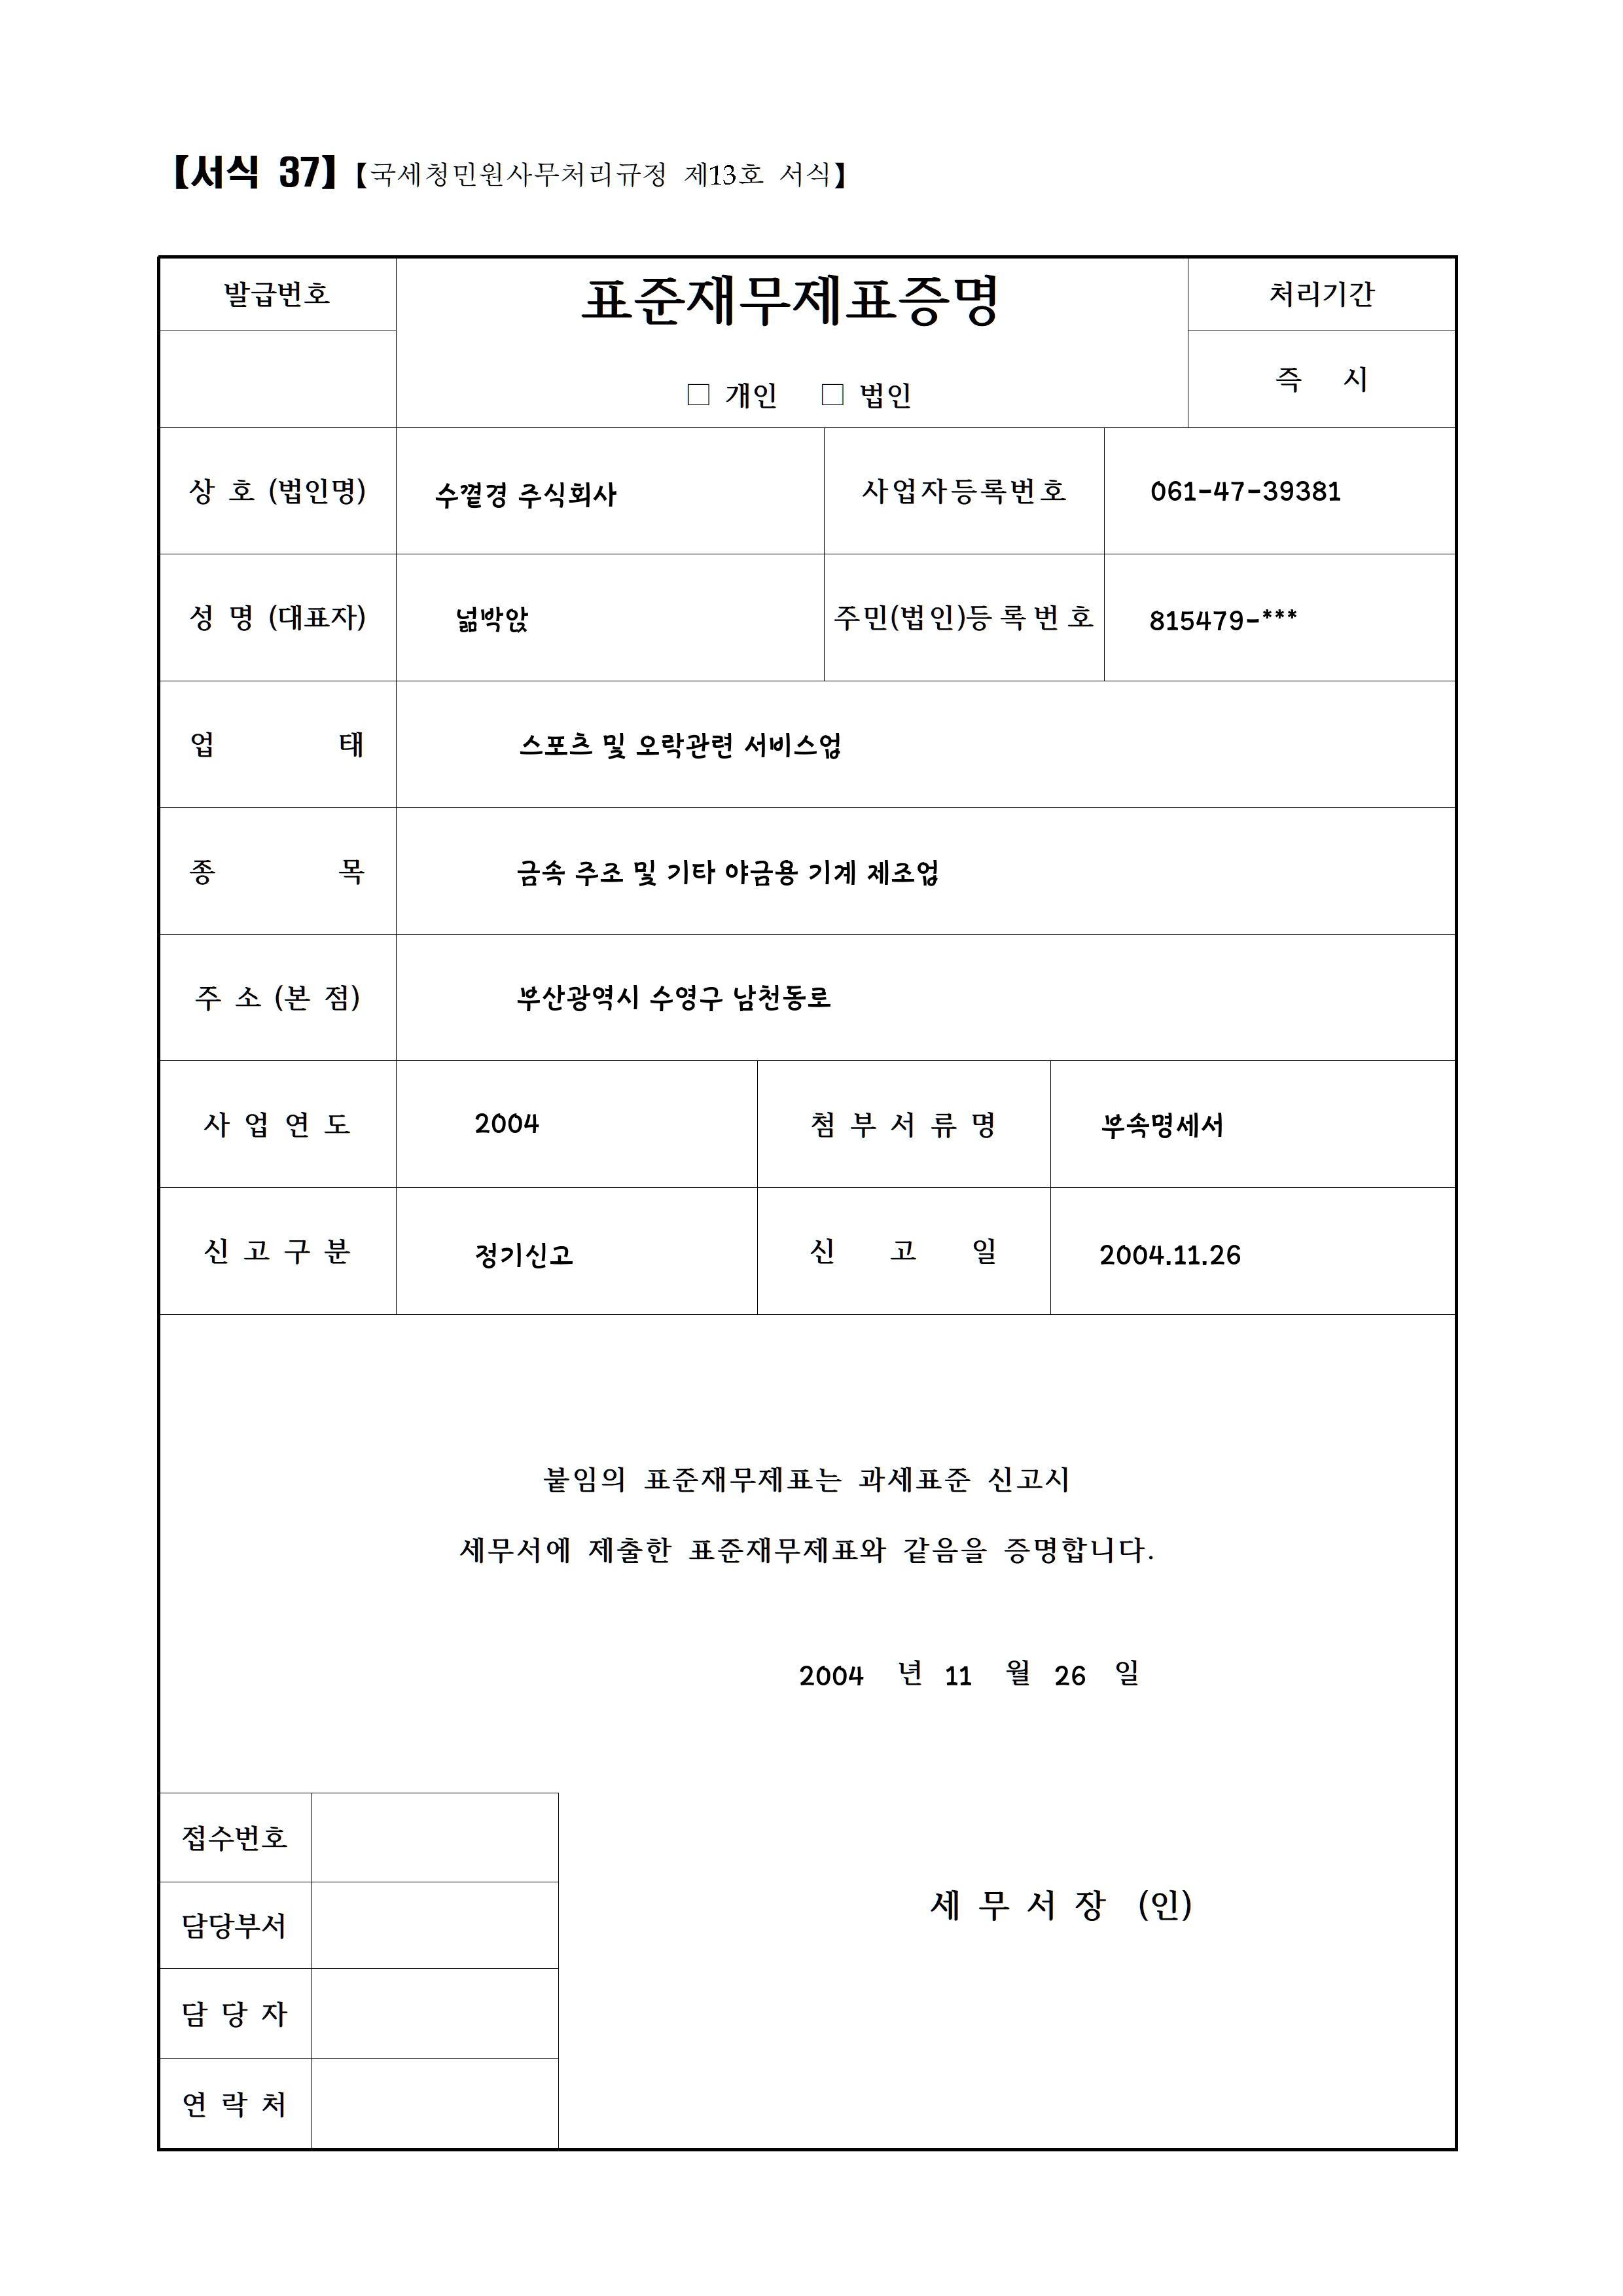 【서식 37】【국세청민원사무처리규정 제13호 서식】
발급번호
표준재무제표증명
처리기간
□ 개인 □ 법인
즉 시
상 호 (법인명) 수꼍경 주식회사 사업자등록번호 061-47-39381
성 명 (대표자) 넓박앉 주민(법인)등록번호 815479-***
업 태 스포츠 및 오락관련 서비스업
종 목 금속 주조 및 기타 야금용 기계 제조업
주 소 (본 점) 부산광역시 수영구 남천동로
사 업 연 도 2004 첨 부 서 류 명 부속명세서
신 고 구 분 정기신고 신 고 일 2004.11.26
붙임의 표준재무제표는 과세표준 신고시
세무서에 제출한 표준재무제표와 같음을 증명합니다.
2004 년 11 월 26 일
접수번호
담당부서
세 무 서 장 (인)
담 당 자
연 락 처